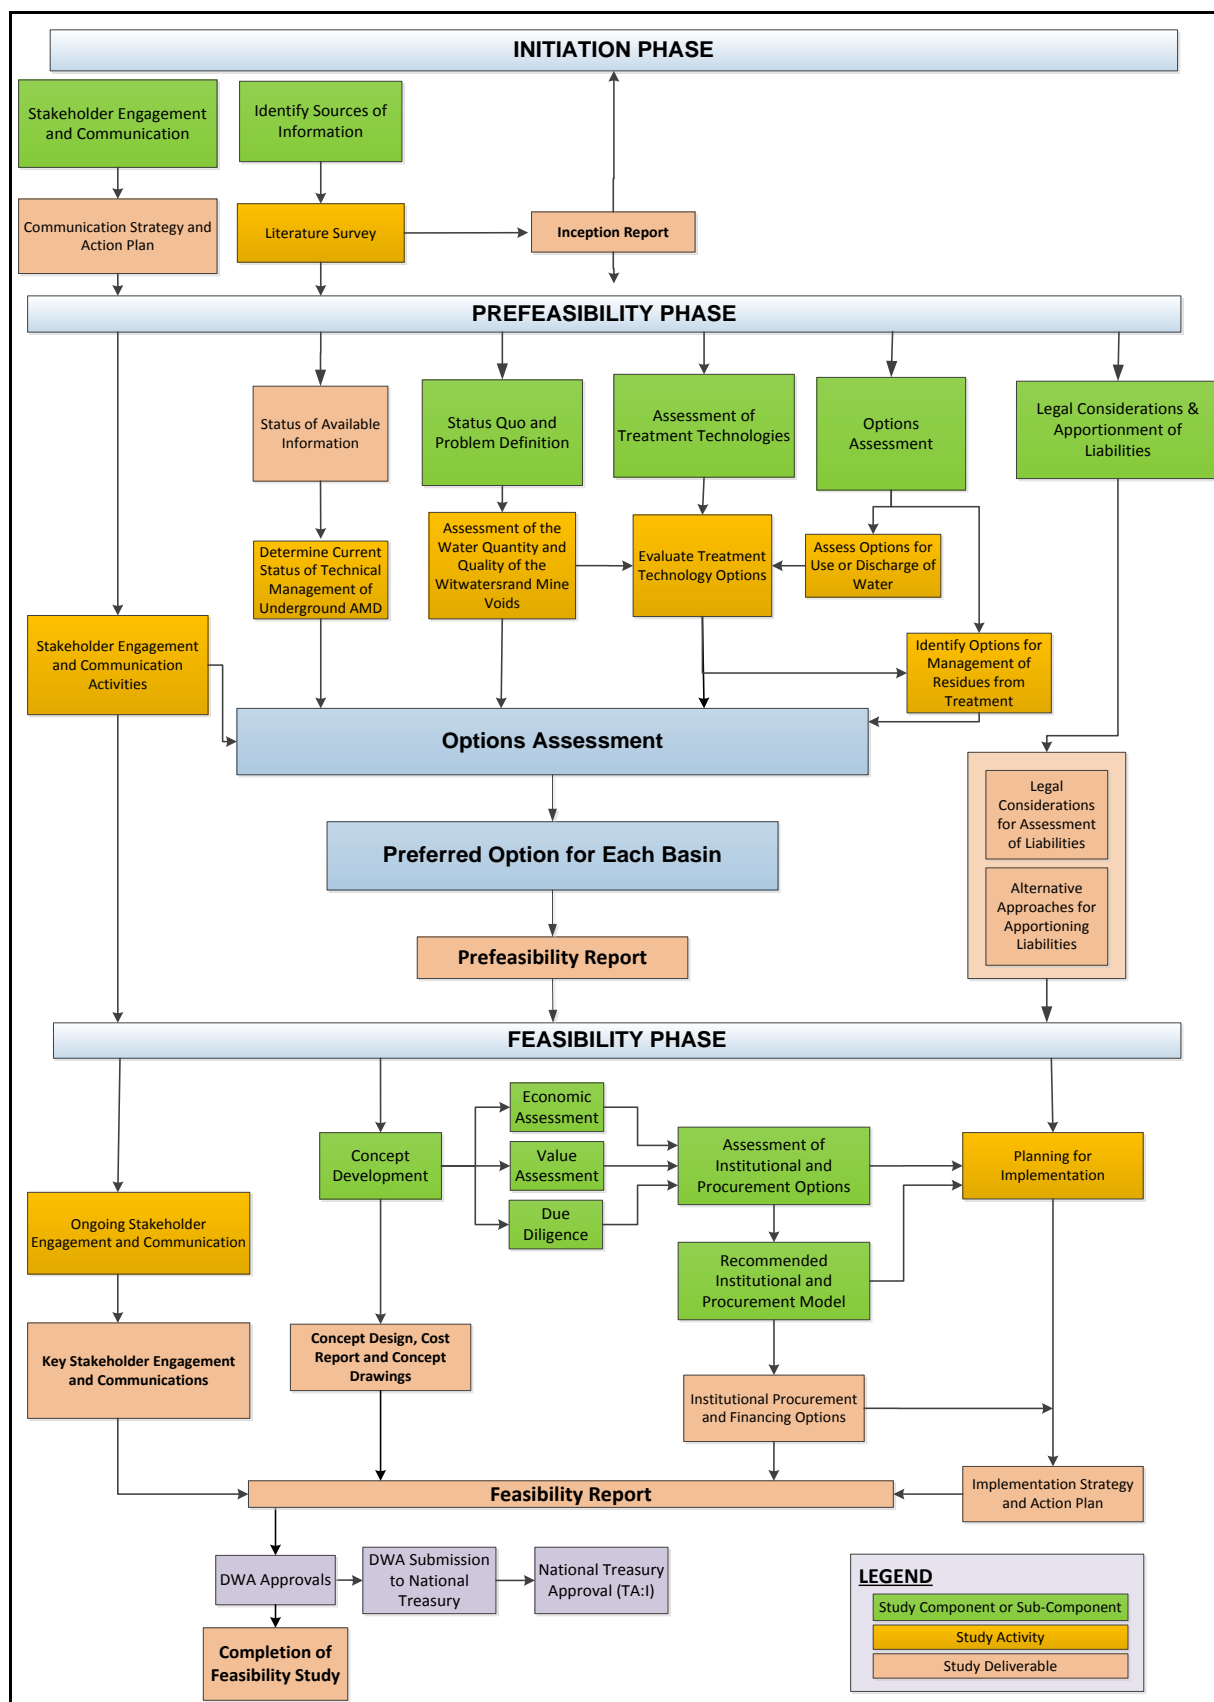 INITIATION PHASE
Stakeholder Engagement
and Communication
Identify Sources of
Information
Communication Strategy and
Action Plan
Literature Survey
Inception Report
PREFEASIBILITY PHASE
Status of Available
Information
Status Quo and
Problem Definition
Assessment of
Treatment Technologies
Options
Assessment
Legal Considerations &
Apportionment of
Liabilities
Determine Current
Status of Technical
Management of
Underground AMD
Assessment of the
Water Quantity and
Quality of the
Witwatersrand Mine
Voids
Evaluate Treatment
Technology Options
Assess Options for
Use or Discharge of
Water
Stakeholder Engagement
and Communication
Activities
Identify Options for
Management of
Residues from
Treatment
Options Assessment
Legal
Considerations
for Assessment
of Liabilities
Preferred Option for Each Basin
Alternative
Approaches for
Apportioning
Liabilities
Prefeasibility Report
FEASIBILITY PHASE
Concept
Development
Economic
Assessment
Value
Assessment
Due
Diligence
Assessment of
Institutional and
Procurement Options
Planning for
Implementation
Ongoing Stakeholder
Engagement and Communication
Recommended
Institutional and
Procurement Model
Key Stakeholder Engagement
and Communications
Concept Design, Cost
Report and Concept
Drawings
Institutional Procurement
and Financing Options
Feasibility Report
Implementation Strategy
and Action Plan
DWA Approvals
DWA Submission
to National
Treasury
National Treasury
Approval (TA:I)
Completion of
Feasibility Study
LEGEND
Study Component or Sub-Component
Study Activity
Study Deliverable